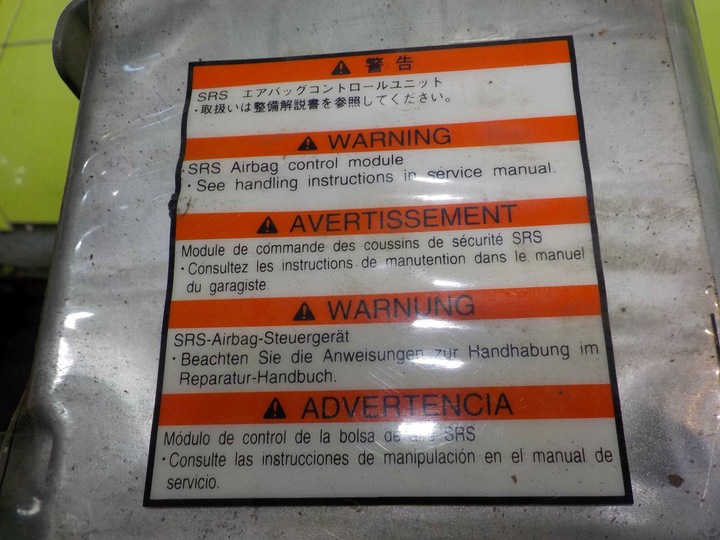 ⚠ 警告
SRS エアバッグコントロールユニット
・取扱いは整備解説書を参照してください。
⚠ WARNING
SRS Airbag control module
・See handling instructions in service manual.
⚠ AVERTISSEMENT
Module de commande des coussins de sécurité SRS
・Consultez les instructions de manutention dans le manuel
du garagiste.
⚠ WARNUNG
SRS-Airbag-Steuergerät
・Beachten Sie die Anweisungen zur Handhabung im
Reparatur-Handbuch.
⚠ ADVERTENCIA
Módulo de control de la bolsa de aire SRS
・Consulte las instrucciones de manipulación en el manual de
servicio.